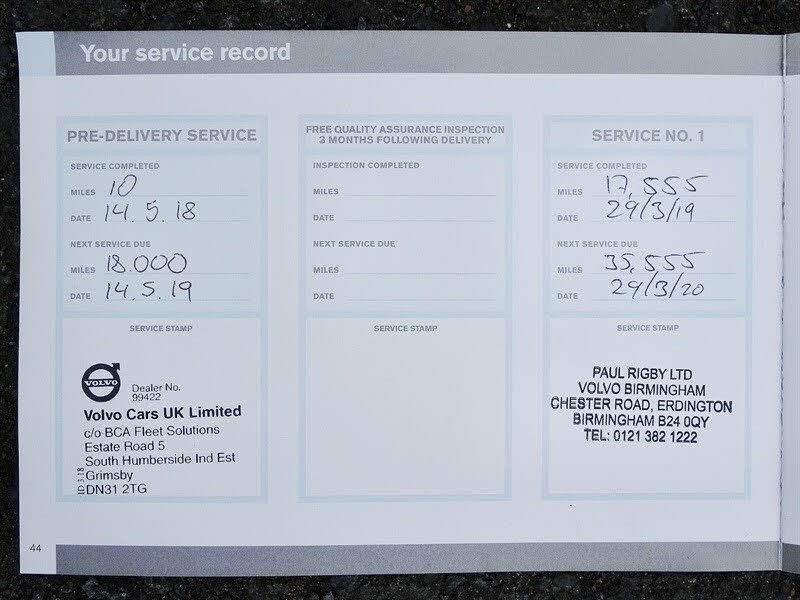 Your service record
PRE-DELIVERY SERVICE
SERVICE COMPLETED
MILES 10
DATE 14.5.18
NEXT SERVICE DUE
MILES 18.000
DATE 14.5.19
SERVICE STAMP
VOLVO
Dealer No.
99422
Volvo Cars UK Limited
c/o BCA Fleet Solutions
Estate Road 5
South Humberside Ind Est
Grimsby
DN31 2TG
ID 3.18
FREE QUALITY ASSURANCE INSPECTION
3 MONTHS FOLLOWING DELIVERY
INSPECTION COMPLETED
MILES
DATE
NEXT SERVICE DUE
MILES
DATE
SERVICE STAMP
SERVICE NO. 1
SERVICE COMPLETED
MILES 17,555
DATE 29/3/19
NEXT SERVICE DUE
MILES 35,555
DATE 29/3/20
SERVICE STAMP
PAUL RIGBY LTD
VOLVO BIRMINGHAM
CHESTER ROAD, ERDINGTON
BIRMINGHAM B24 0QY
TEL: 0121 382 1222
44